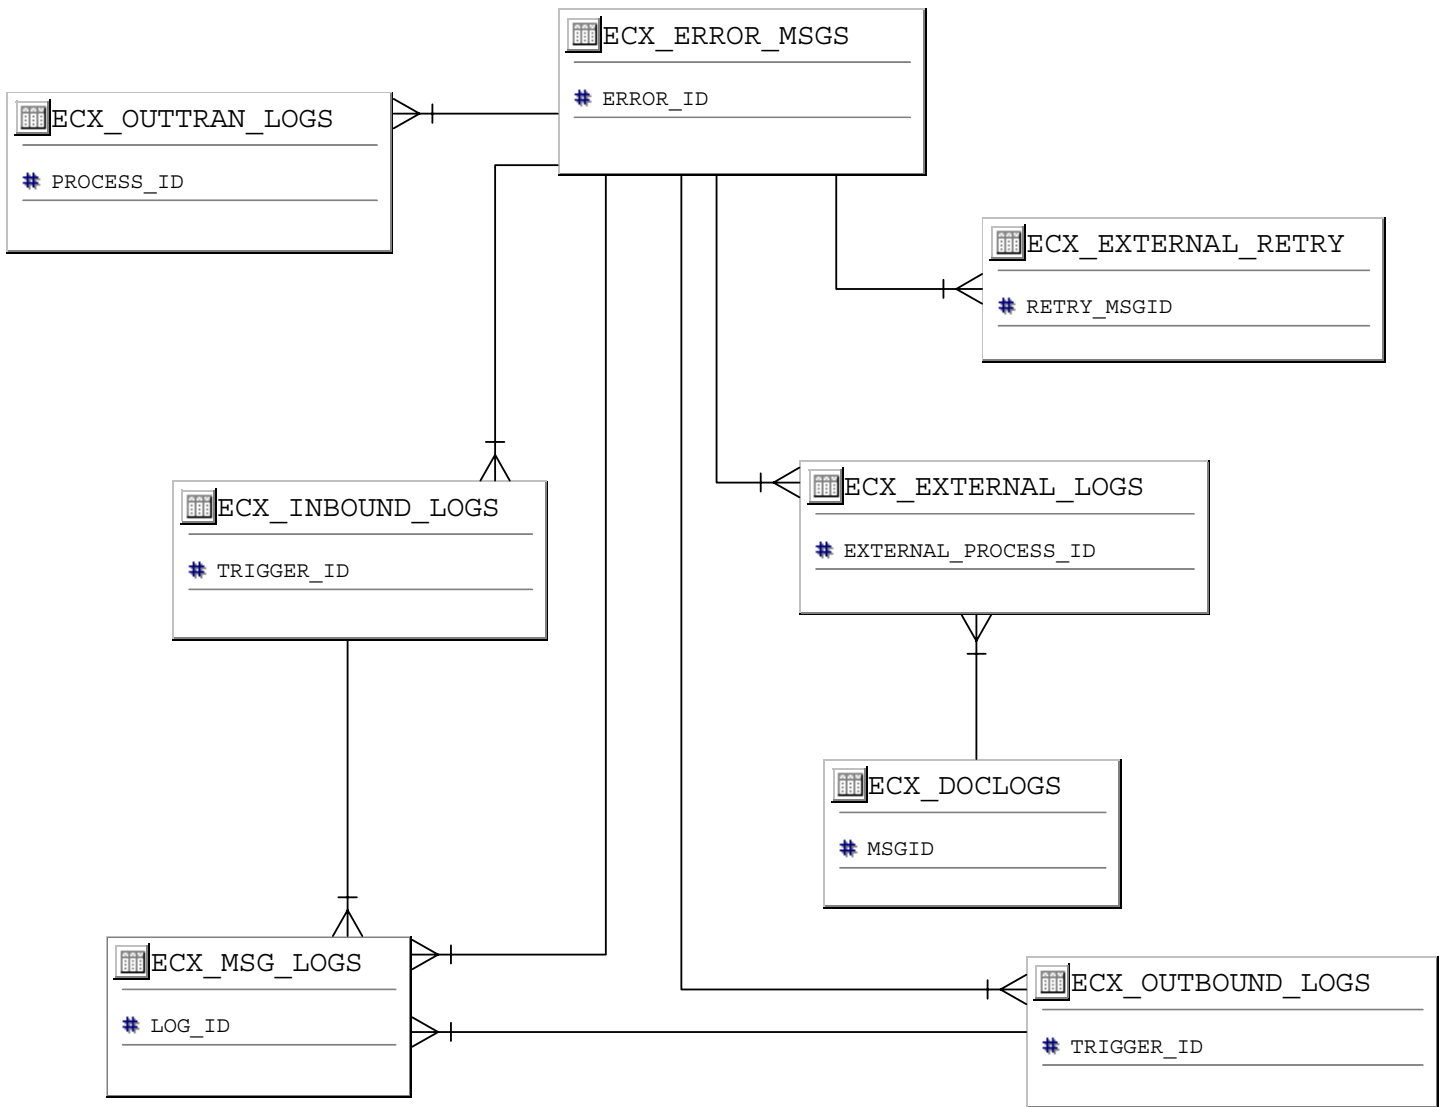 ECX_ERROR_MSGS
# ERROR_ID
ECX_OUTTRAN_LOGS
# PROCESS_ID
ECX_EXTERNAL_RETRY
# RETRY_MSGID
ECX_INBOUND_LOGS
# TRIGGER_ID
ECX_EXTERNAL_LOGS
# EXTERNAL_PROCESS_ID
ECX_DOCLOGS
# MSGID
ECX_MSG_LOGS
# LOG_ID
ECX_OUTBOUND_LOGS
# TRIGGER_ID